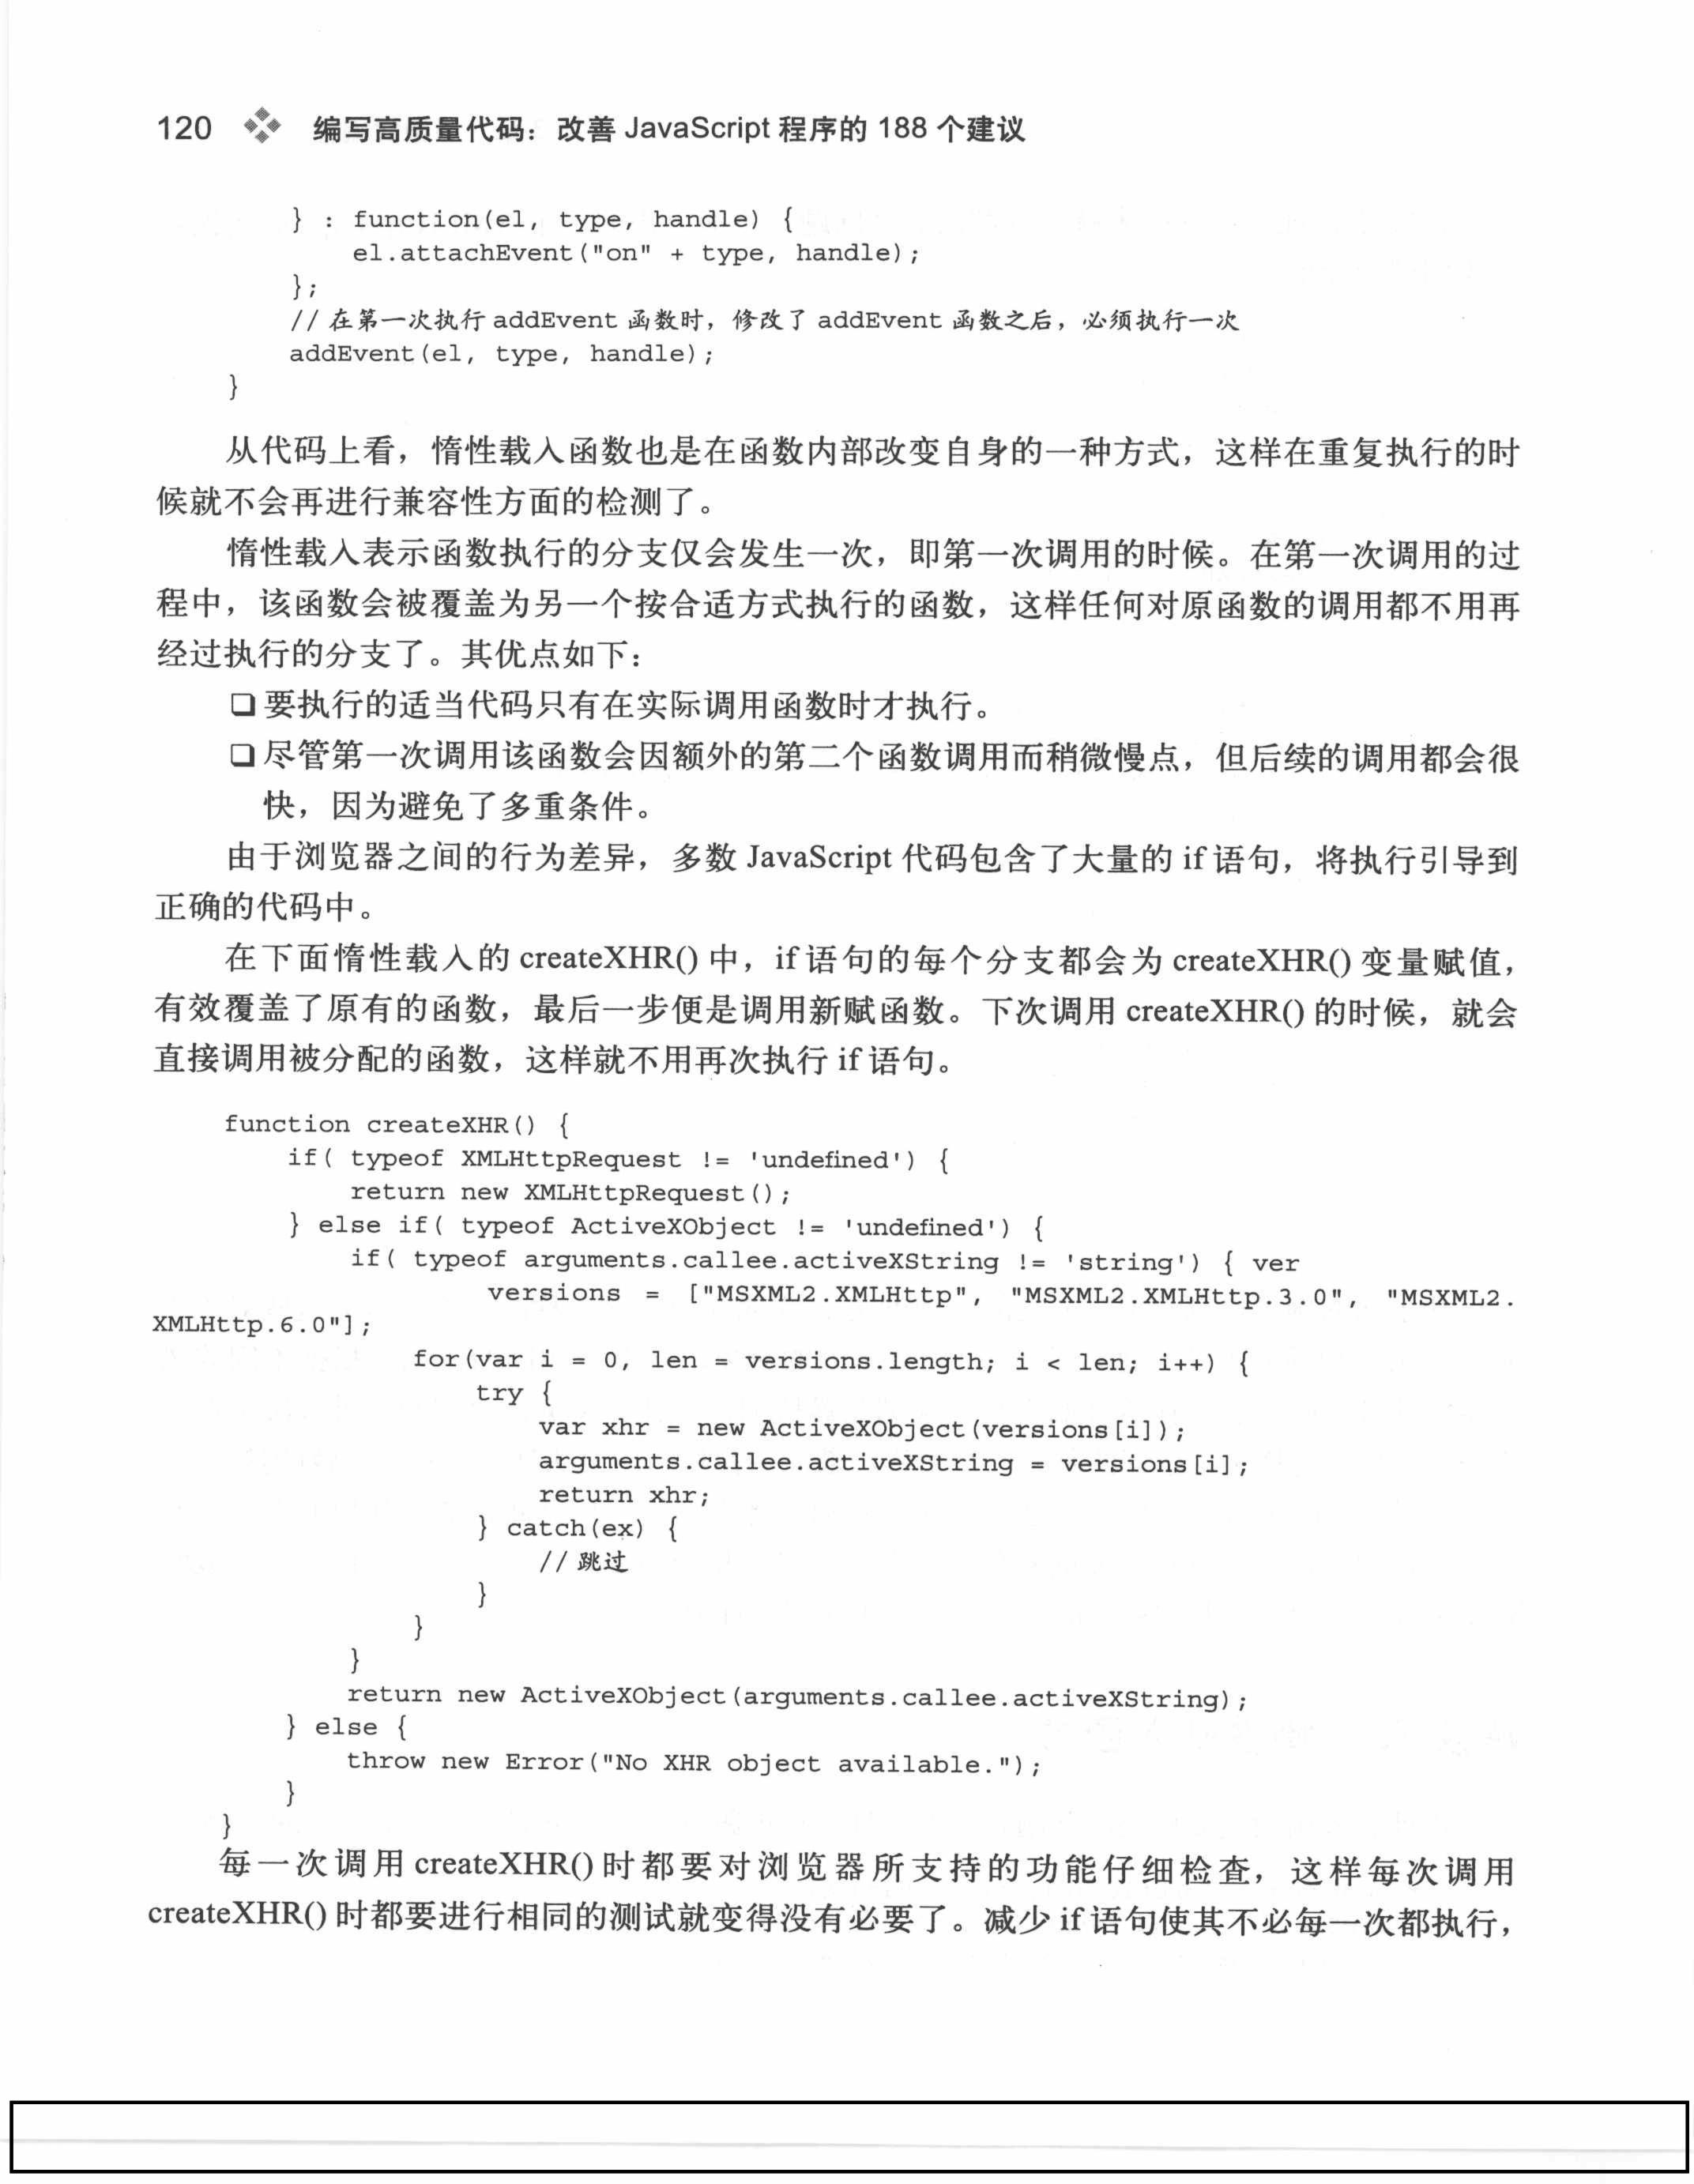 120 编写高质量代码：改善 JavaScript 程序的 188 个建议
} : function(el, type, handle) {
el.attachEvent("on" + type, handle);
};
// 在第一次执行 addEvent 函数时，修改了 addEvent 函数之后，必须执行一次
addEvent(el, type, handle);
}
从代码上看，惰性载入函数也是在函数内部改变自身的一种方式，这样在重复执行的时
候就不会再进行兼容性方面的检测了。
惰性载入表示函数执行的分支仅会发生一次，即第一次调用的时候。在第一次调用的过
程中，该函数会被覆盖为另一个按合适方式执行的函数，这样任何对原函数的调用都不用再
经过执行的分支了。其优点如下：
❑ 要执行的适当代码只有在实际调用函数时才执行。
❑ 尽管第一次调用该函数会因额外的第二个函数调用而稍微慢点，但后续的调用都会很
快，因为避免了多重条件。
由于浏览器之间的行为差异，多数 JavaScript 代码包含了大量的 if 语句，将执行引导到
正确的代码中。
在下面惰性载入的 createXHR() 中，if 语句的每个分支都会为 createXHR() 变量赋值，
有效覆盖了原有的函数，最后一步便是调用新赋函数。下次调用 createXHR() 的时候，就会
直接调用被分配的函数，这样就不用再次执行 if 语句。
function createXHR() {
if( typeof XMLHttpRequest != 'undefined') {
return new XMLHttpRequest();
} else if( typeof ActiveXObject != 'undefined') {
if( typeof arguments.callee.activeXString != 'string') { ver
versions = ["MSXML2.XMLHttp", "MSXML2.XMLHttp.3.0", "MSXML2.
XMLHttp.6.0"];
for(var i = 0, len = versions.length; i < len; i++) {
try {
var xhr = new ActiveXObject(versions[i]);
arguments.callee.activeXString = versions[i];
return xhr;
} catch(ex) {
// 跳过
}
}
}
return new ActiveXObject(arguments.callee.activeXString);
} else {
throw new Error("No XHR object available.");
}
}
每一次调用 createXHR() 时都要对浏览器所支持的功能仔细检查，这样每次调用
createXHR() 时都要进行相同的测试就变得没有必要了。减少 if 语句使其不必每一次都执行，